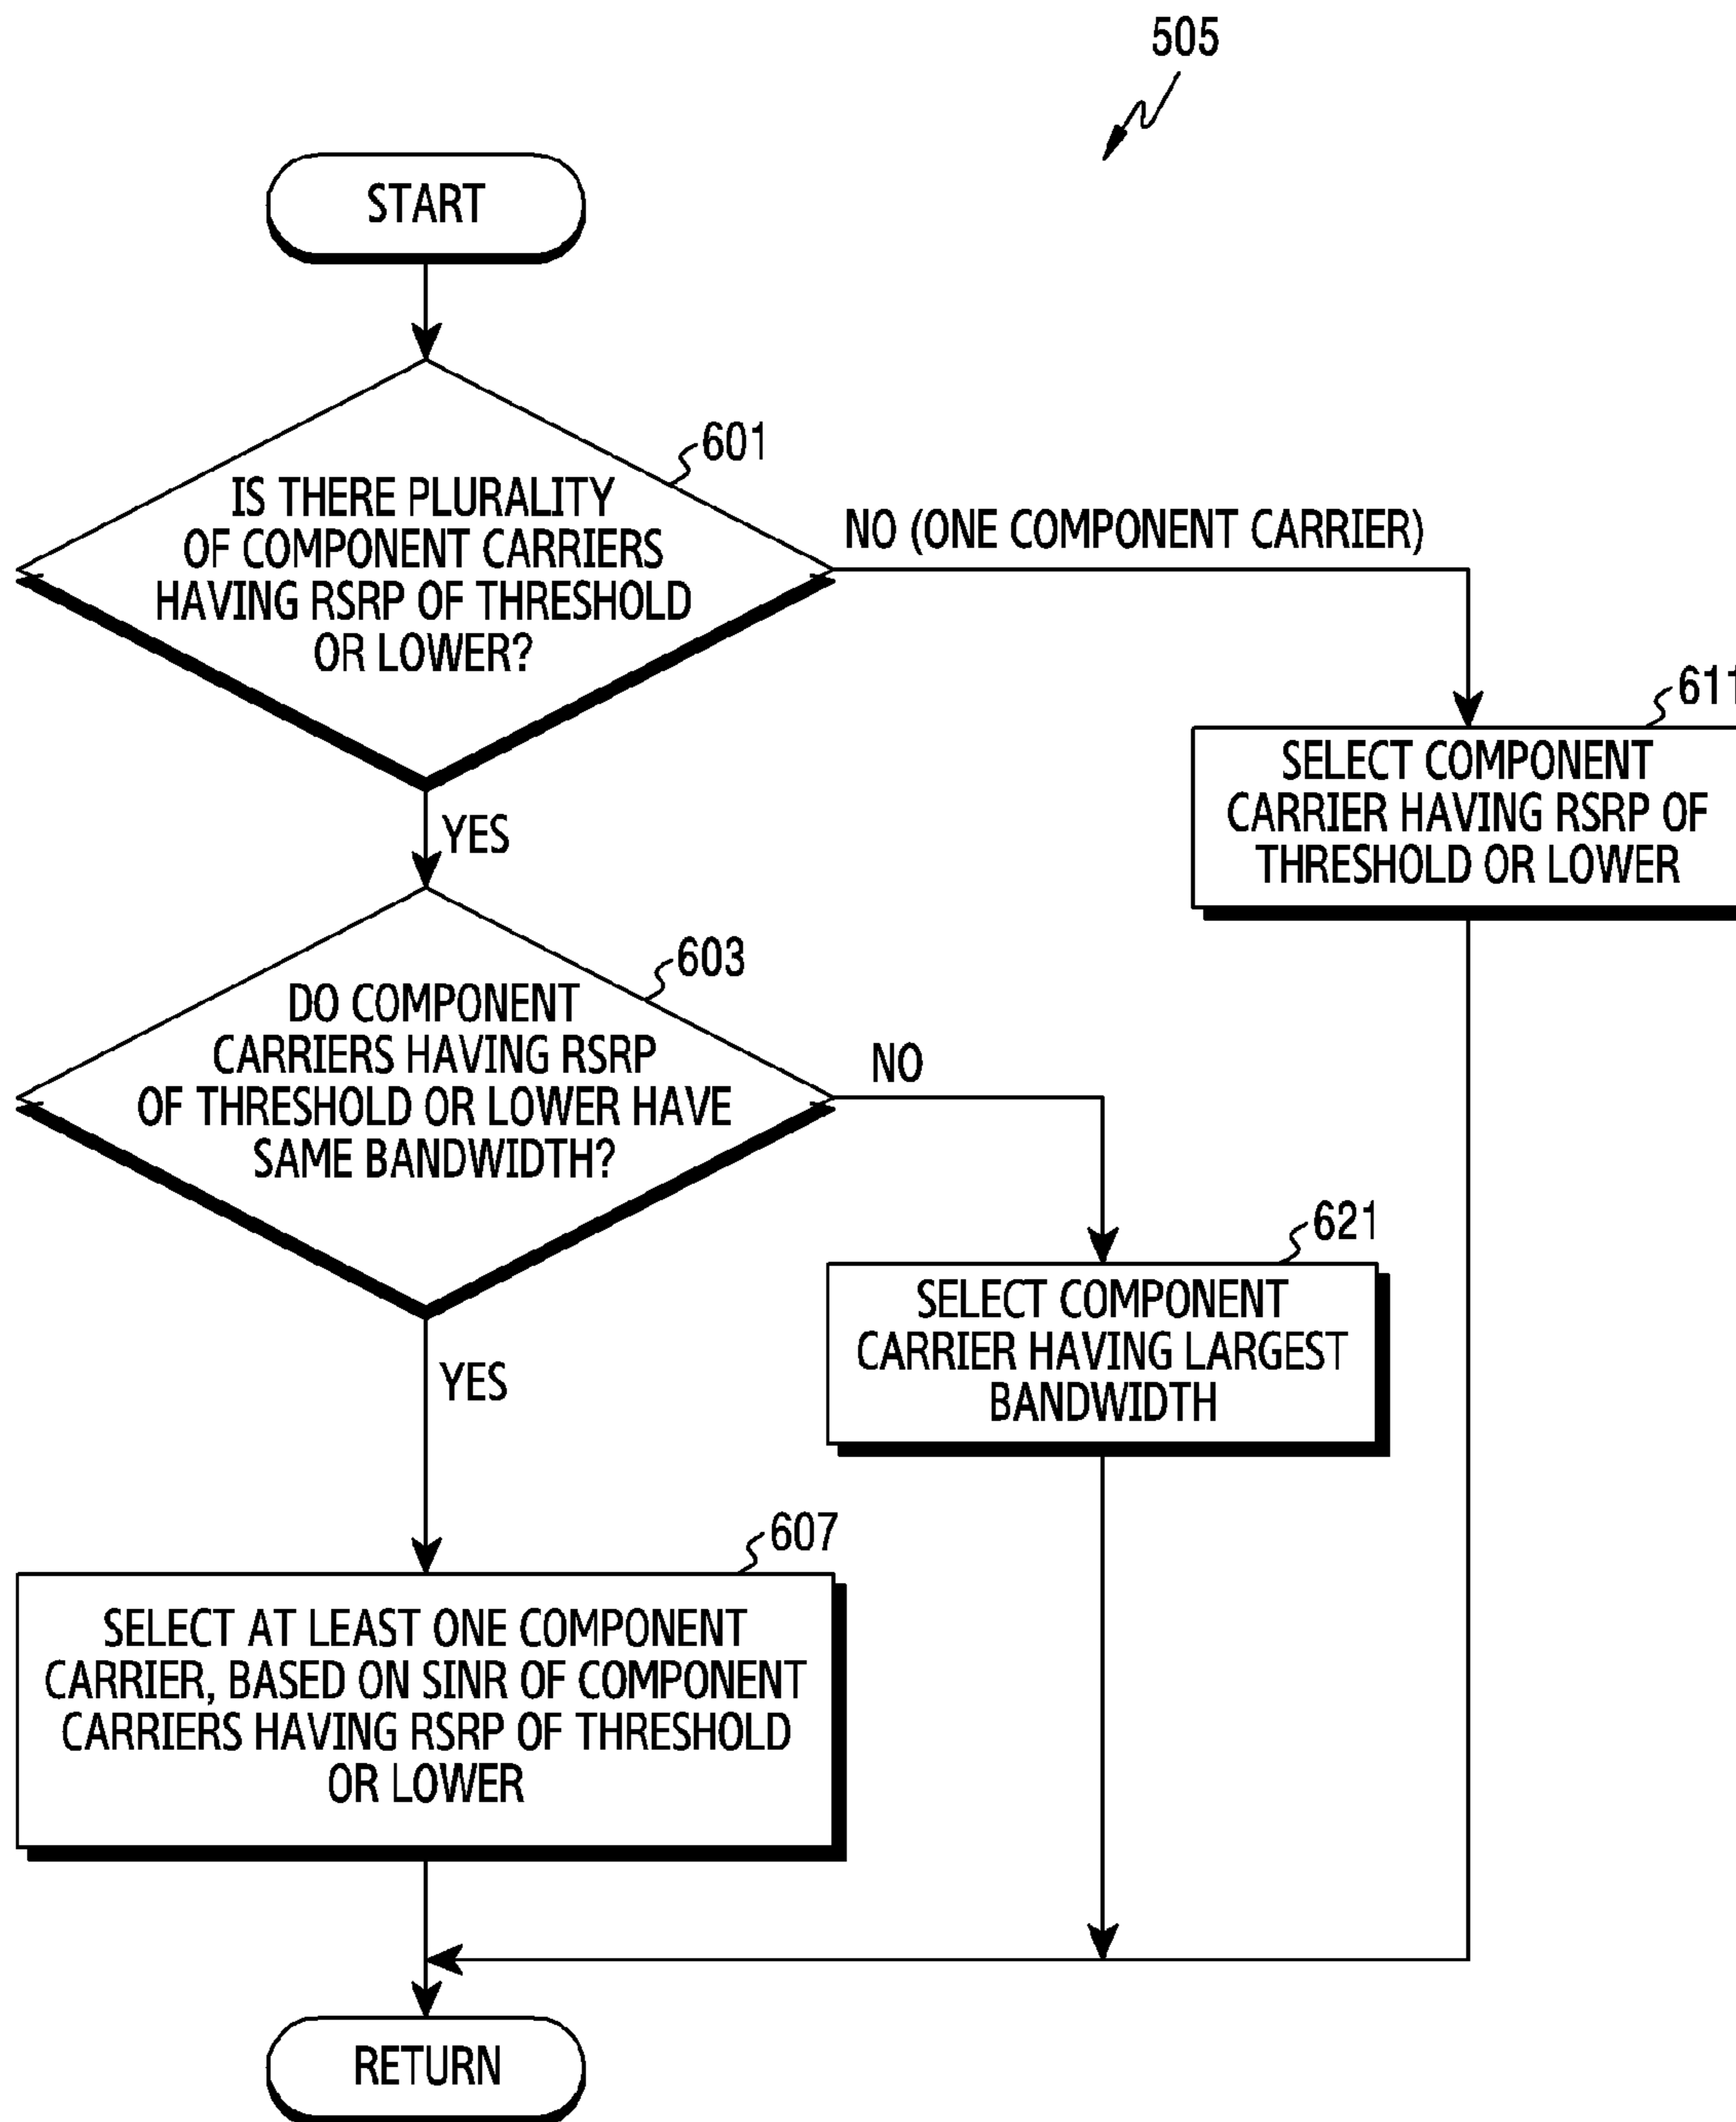 505
START
601
IS THERE PLURALITY
OF COMPONENT CARRIERS
HAVING RSRP OF THRESHOLD
OR LOWER?
NO (ONE COMPONENT CARRIER)
611
SELECT COMPONENT
CARRIER HAVING RSRP OF
THRESHOLD OR LOWER
YES
603
DO COMPONENT
CARRIERS HAVING RSRP
OF THRESHOLD OR LOWER HAVE
SAME BANDWIDTH?
NO
621
SELECT COMPONENT
CARRIER HAVING LARGEST
BANDWIDTH
YES
607
SELECT AT LEAST ONE COMPONENT
CARRIER, BASED ON SINR OF COMPONENT
CARRIERS HAVING RSRP OF THRESHOLD
OR LOWER
RETURN